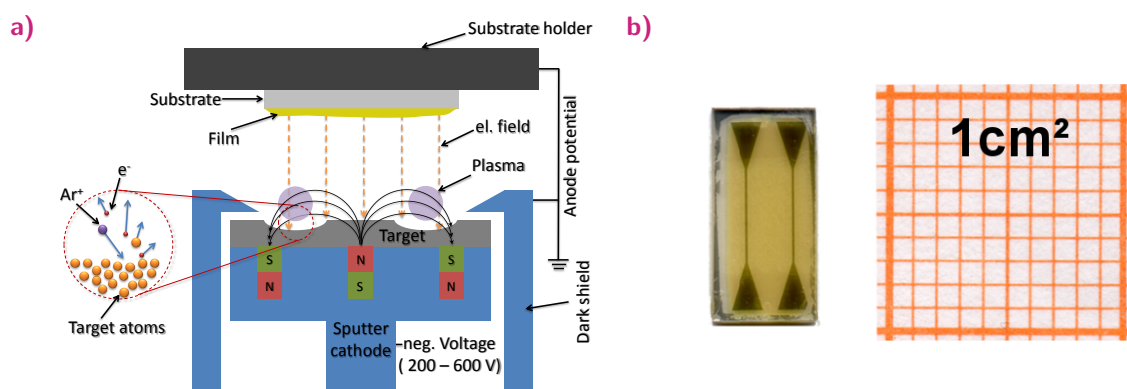 a)
Substrate holder
Substrate
Film
el. field
Plasma
Anode potential
Ar⁺
e⁻
Target
S
N
S
N
S
N
Target atoms
Sputter
cathode
neg. Voltage
( 200 – 600 V)
Dark shield
b)
1cm²